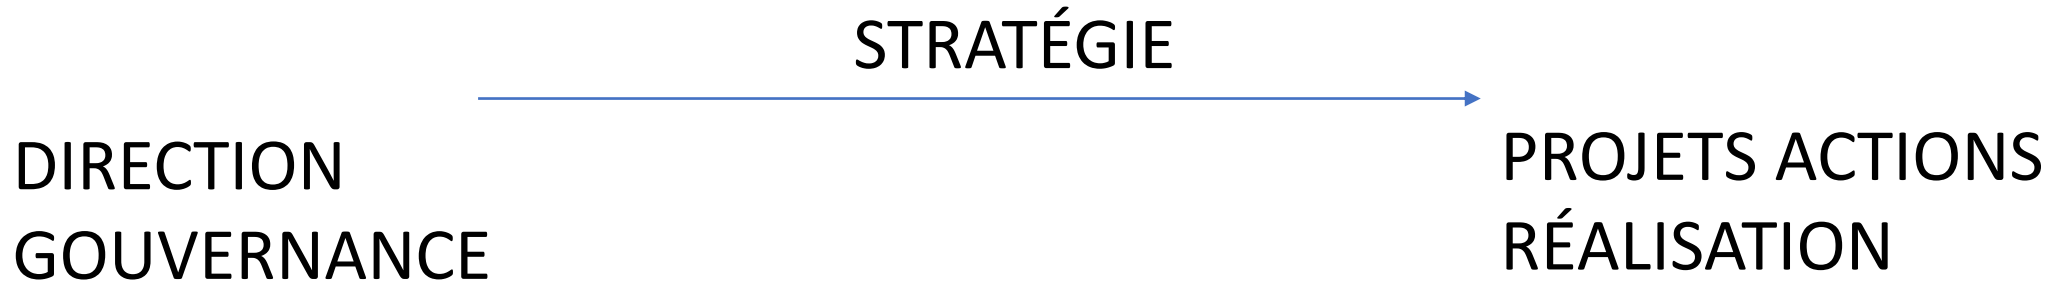 STRATÉGIE
DIRECTION
GOUVERNANCE
PROJETS ACTIONS
RÉALISATION